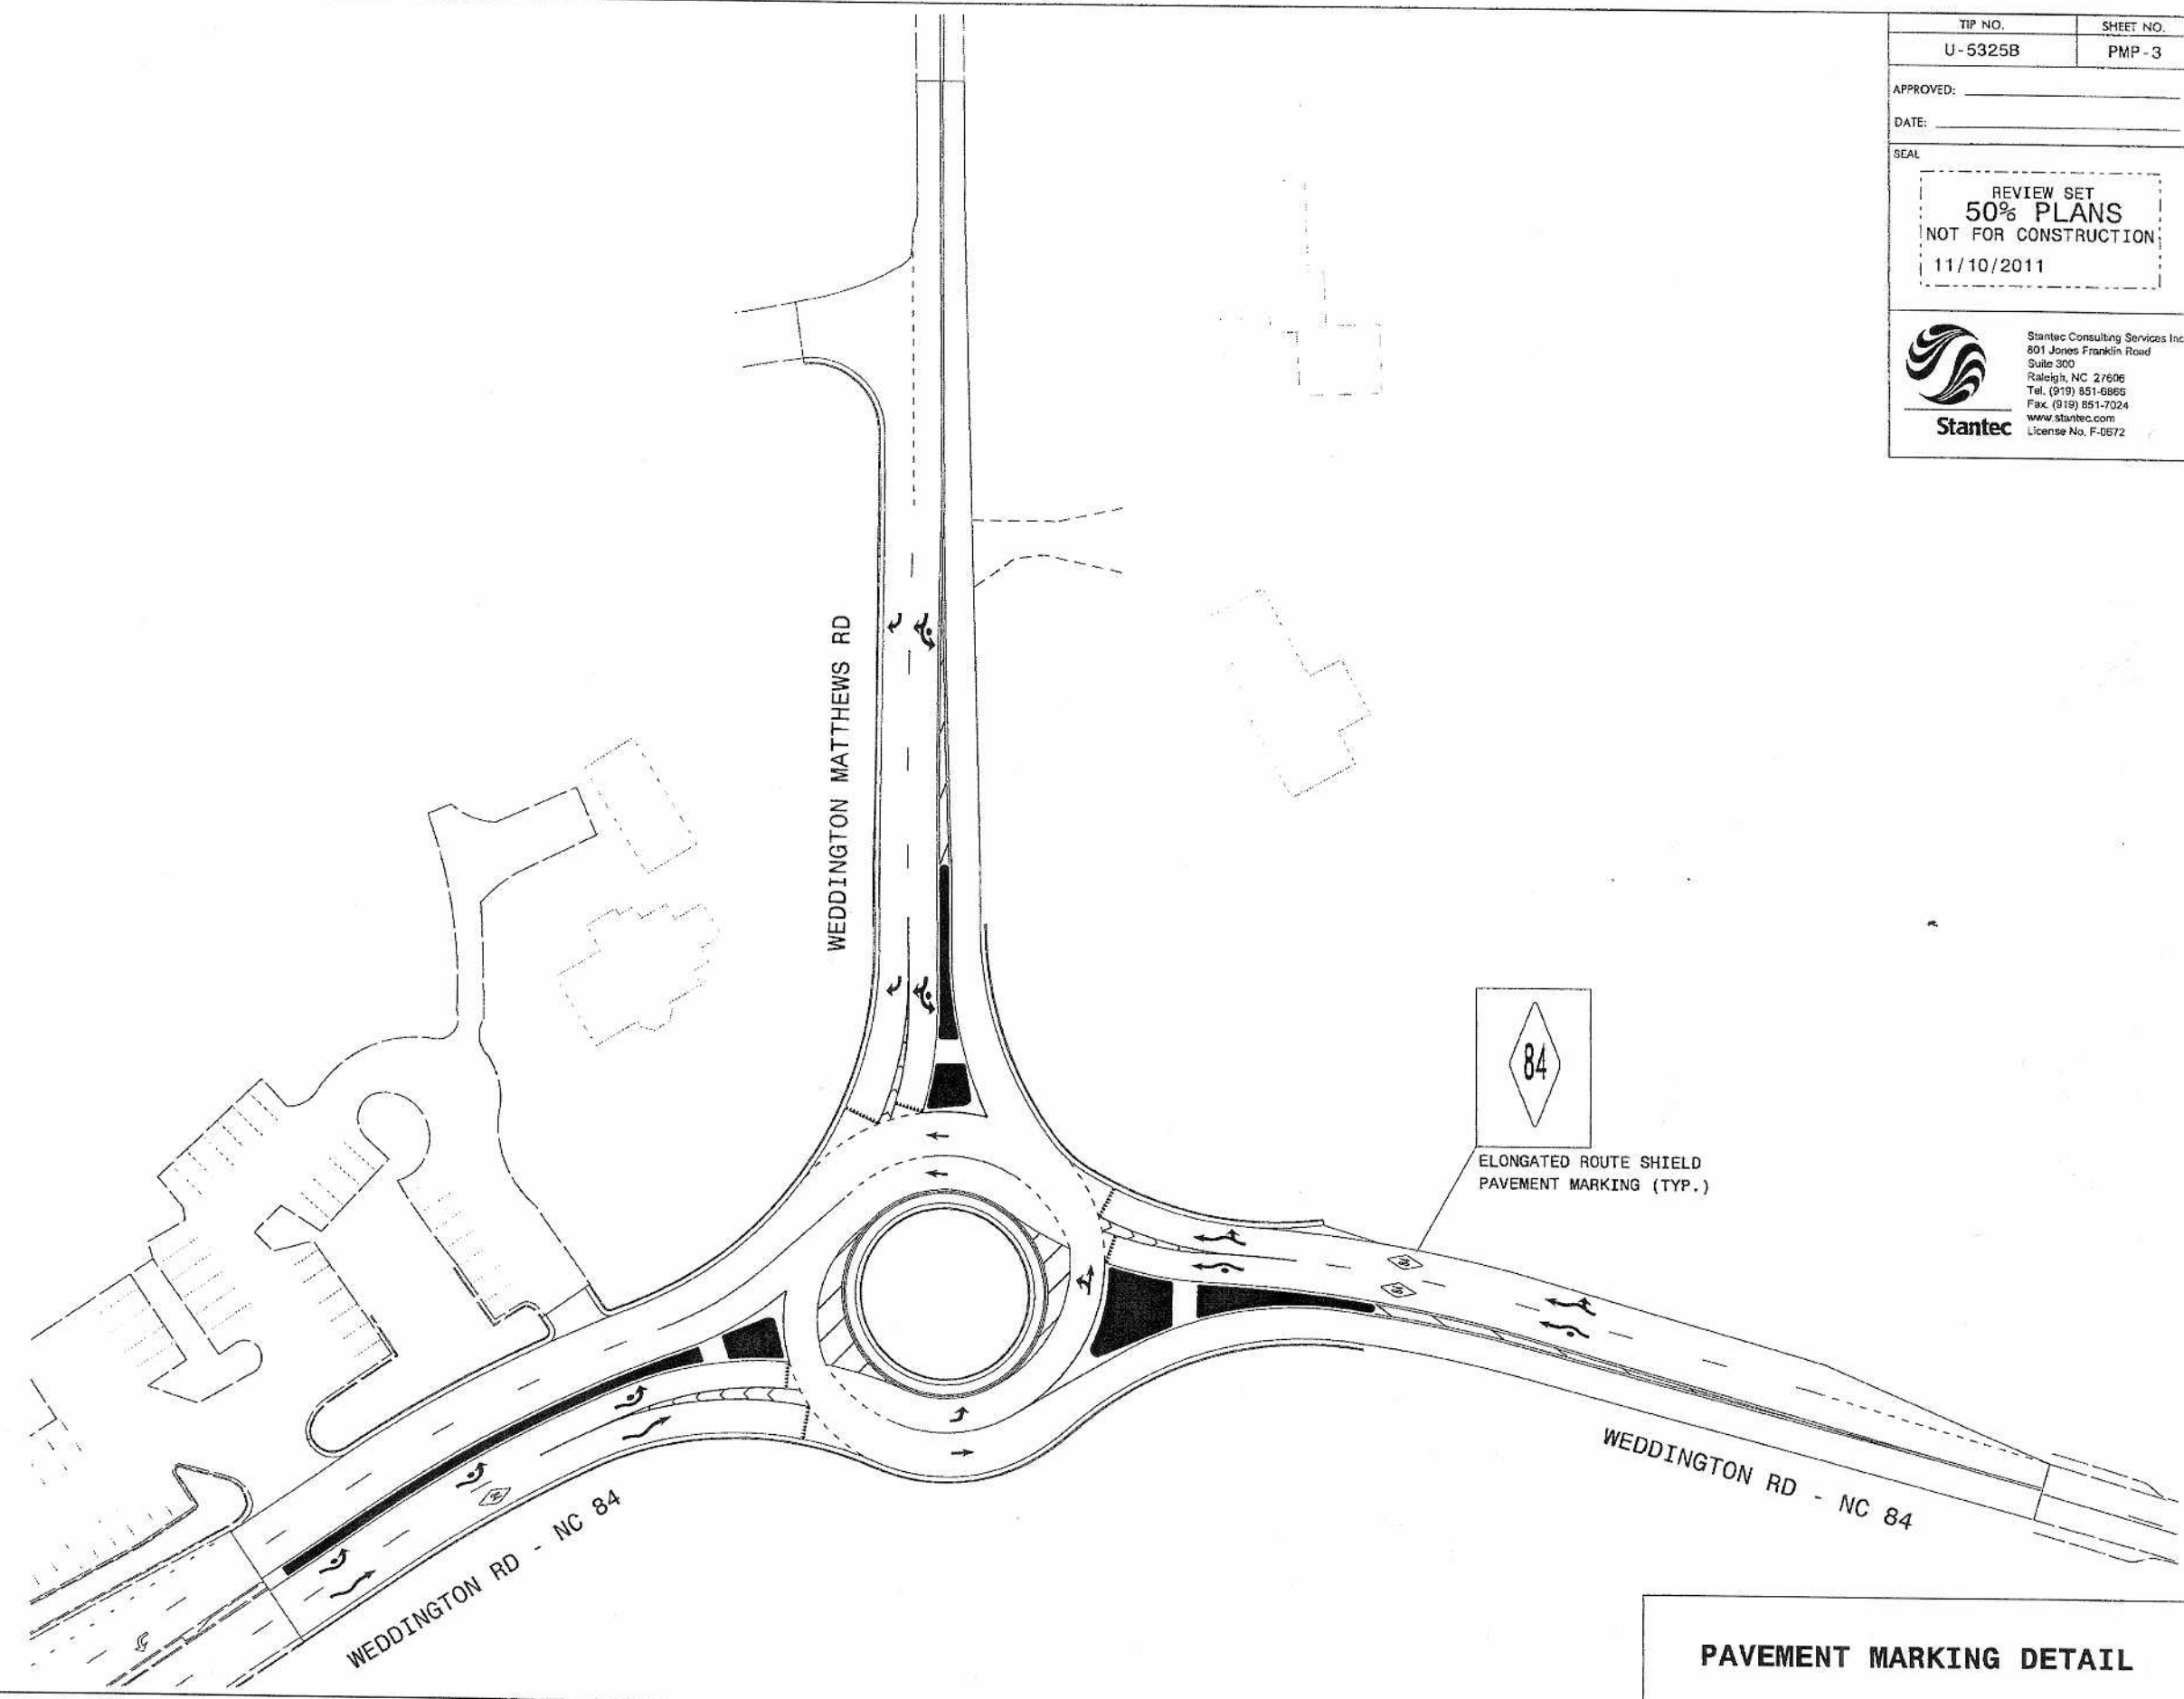 TIP NO.
SHEET NO.
U-5325B
PMP-3
APPROVED:
DATE:
SEAL
REVIEW SET
50% PLANS
NOT FOR CONSTRUCTION
11/10/2011
Stantec Consulting Services Inc
801 Jones Franklin Road
Suite 300
Raleigh, NC 27606
Tel. (919) 851-6866
Fax. (919) 851-7024
www.stantec.com
License No. F-0672
Stantec
WEDDINGTON MATTHEWS RD
84
ELONGATED ROUTE SHIELD
PAVEMENT MARKING (TYP.)
WEDDINGTON RD - NC 84
WEDDINGTON RD - NC 84
PAVEMENT MARKING DETAIL